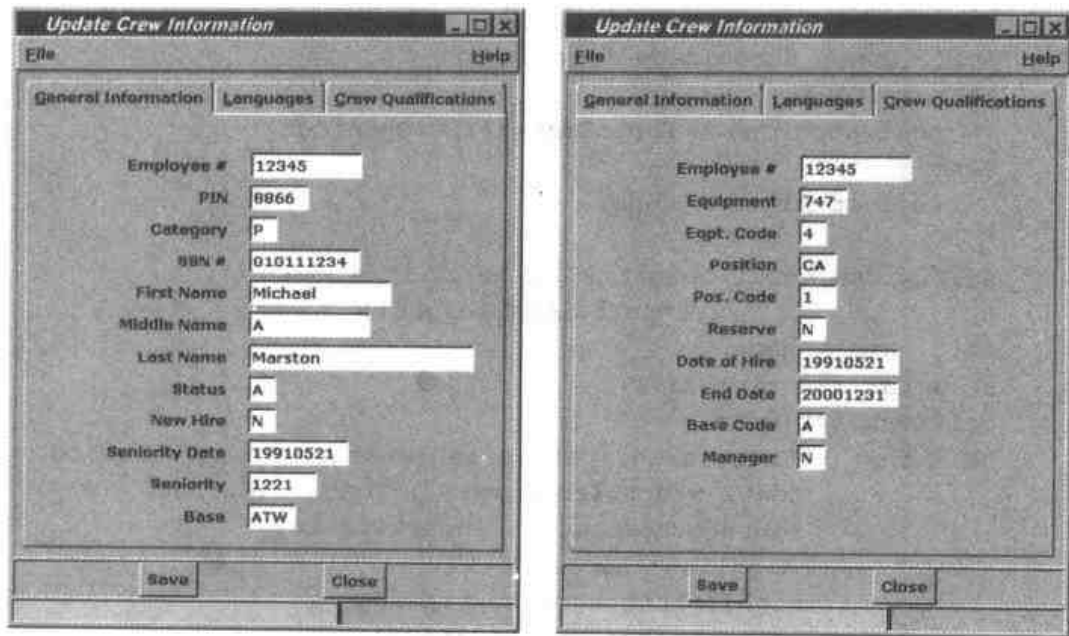 Update Crew Information
File Help
General Information Languages Crew Qualifications
Employee # 12345
PIN 8866
Category P
SSN # 010111234
First Name Michael
Middle Name A
Last Name Marston
Status A
New Hire N
Seniority Date 19910521
Seniority 1221
Base ATW
Save Close
Update Crew Information
File Help
General Information Languages Crew Qualifications
Employee # 12345
Equipment 747
Eqpt. Code 4
Position CA
Pos. Code 1
Reserve N
Date of Hire 19910521
End Date 20001231
Base Code A
Manager N
Save Close